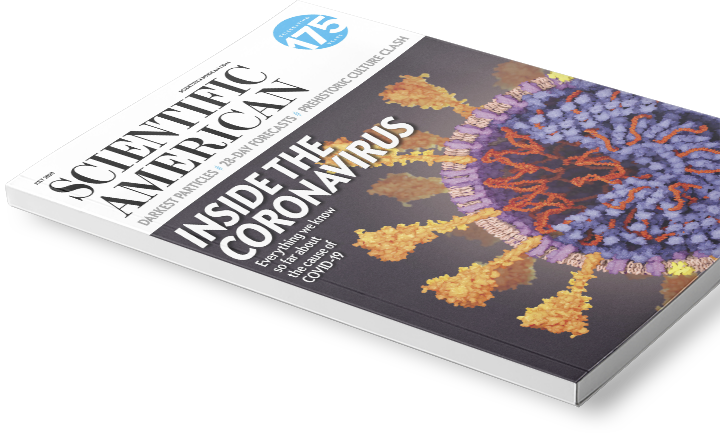 175
SCIENTIFIC
AMERICAN
DARKEST PARTICLES // 28-DAY FORECASTS // PREHISTORIC CULTURE CLASH
INSIDE THE
CORONAVIRUS
Everything we know
so far about
the cause of
COVID-19